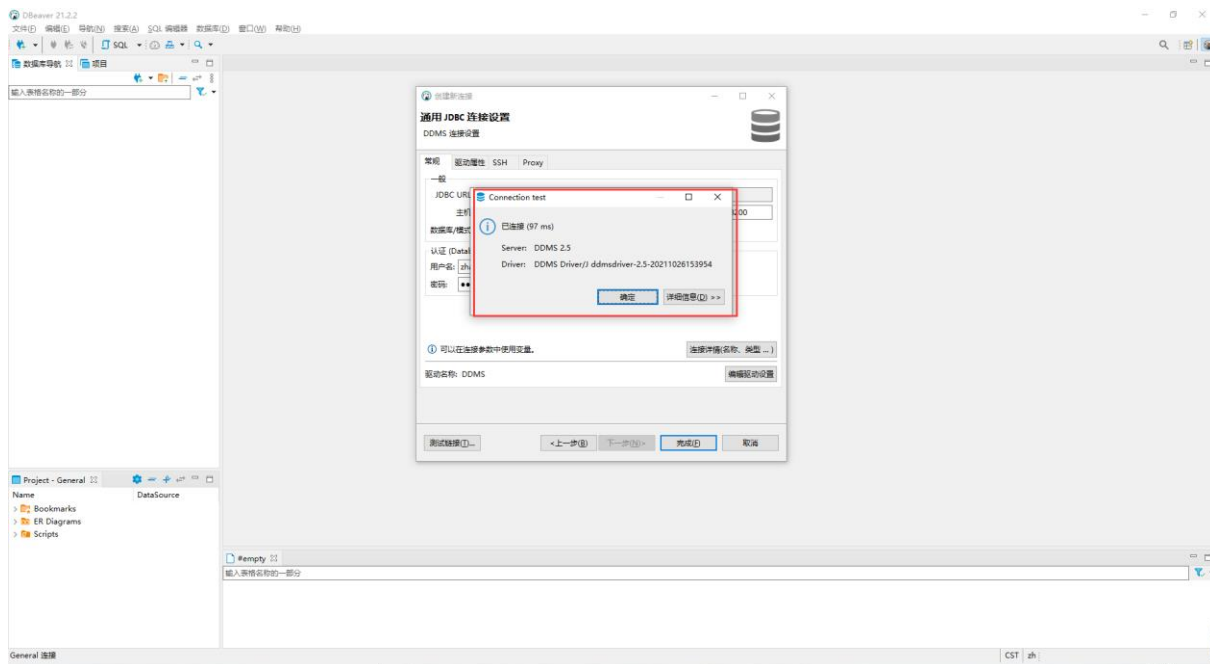 DBeaver 21.2.2
文件(F) 编辑(E) 导航(N) 搜索(A) SQL 编辑器 数据库(D) 窗口(W) 帮助(H)
SQL
数据库导航 项目
输入表格名称的一部分
创建新连接
通用 JDBC 连接设置
DDMS 连接设置
常规 驱动属性 SSH Proxy
一般
JDBC URL
主机
数据库/模式
认证
用户名:
密码:
Connection test
已连接 (97 ms)
Server: DDMS 2.5
Driver: DDMS Driver/J ddmsdriver-2.5-20211026153954
确定 详细信息(D) >>
可以在连接参数中使用变量。
连接详情(名称、类型 ... )
驱动名称: DDMS
编辑驱动设置
测试链接(T)... <上一步(B) 下一步(N)> 完成(F) 取消
Project - General
Name DataSource
Bookmarks
ER Diagrams
Scripts
#empty
输入表格名称的一部分
General 连接
CST zh